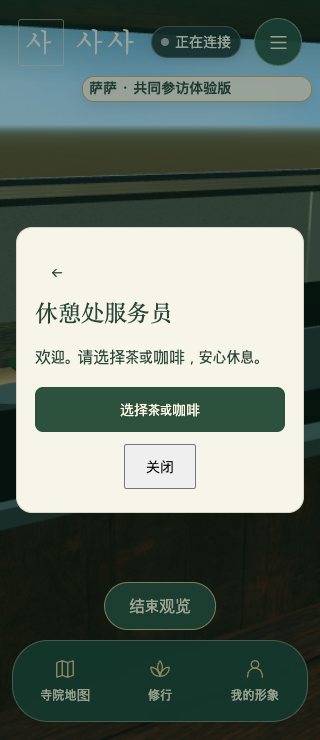 사 사사
正在连接
萨萨 · 共同参访体验版
←
休憩处服务员
欢迎。请选择茶或咖啡，安心休息。
选择茶或咖啡
关闭
结束观览
寺院地图
修行
我的形象